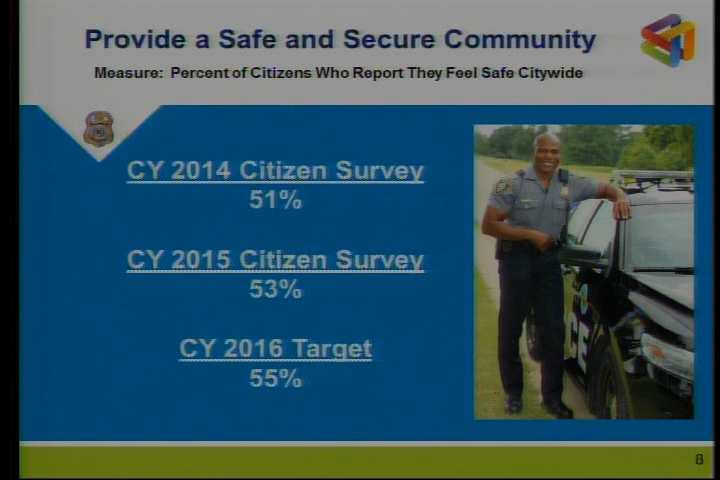 Provide a Safe and Secure Community
Measure: Percent of Citizens Who Report They Feel Safe Citywide
CY 2014 Citizen Survey
51%
CY 2015 Citizen Survey
53%
CY 2016 Target
55%
CE
8